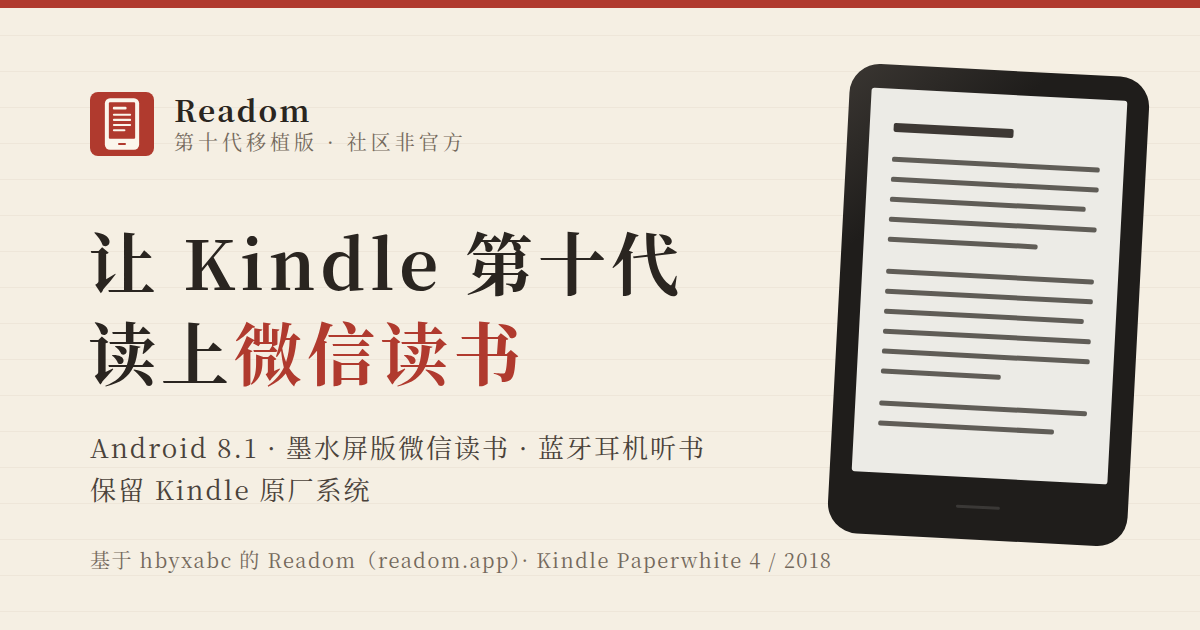 Readom
第十代移植版 · 社区非官方
让 Kindle 第十代
读上微信读书
Android 8.1 · 墨水屏版微信读书 · 蓝牙耳机听书
保留 Kindle 原厂系统
基于 hbyxabc 的 Readom（readom.app）· Kindle Paperwhite 4 / 2018